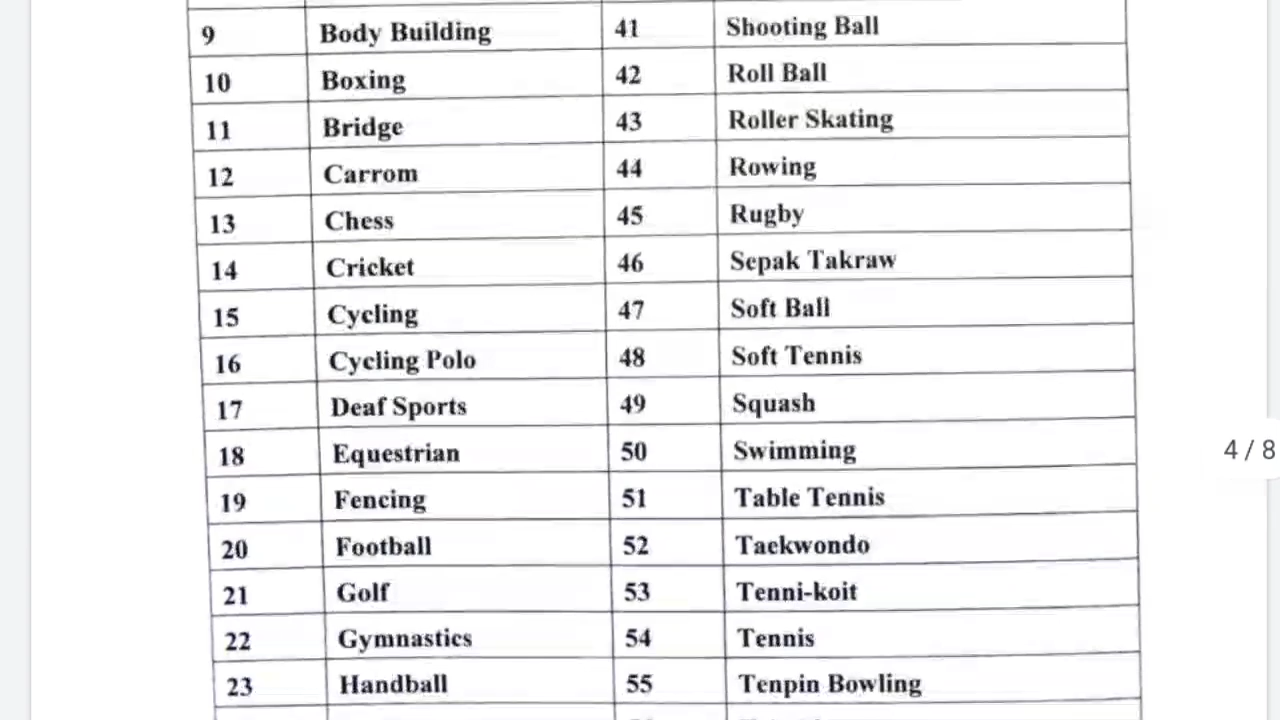 9 Body Building 41 Shooting Ball
10 Boxing 42 Roll Ball
11 Bridge 43 Roller Skating
12 Carrom 44 Rowing
13 Chess 45 Rugby
14 Cricket 46 Sepak Takraw
15 Cycling 47 Soft Ball
16 Cycling Polo 48 Soft Tennis
17 Deaf Sports 49 Squash
18 Equestrian 50 Swimming
4 / 8
19 Fencing 51 Table Tennis
20 Football 52 Taekwondo
21 Golf 53 Tenni-koit
22 Gymnastics 54 Tennis
23 Handball 55 Tenpin Bowling